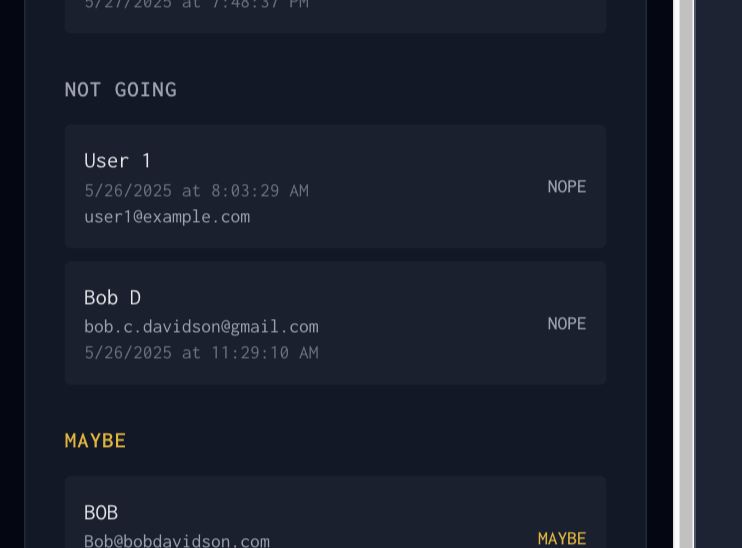 5/27/2025 at 7:48:37 PM
NOT GOING
User 1
5/26/2025 at 8:03:29 AM
user1@example.com
NOPE
Bob D
bob.c.davidson@gmail.com
5/26/2025 at 11:29:10 AM
NOPE
MAYBE
BOB
Bob@bobdavidson.com
MAYBE